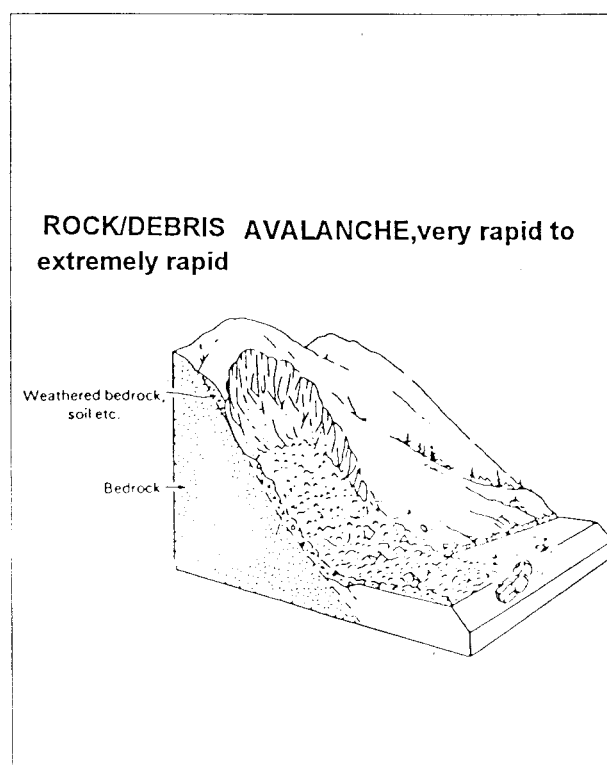 ROCK/DEBRIS AVALANCHE,very rapid to
extremely rapid
Weathered bedrock,
soil etc.
Bedrock